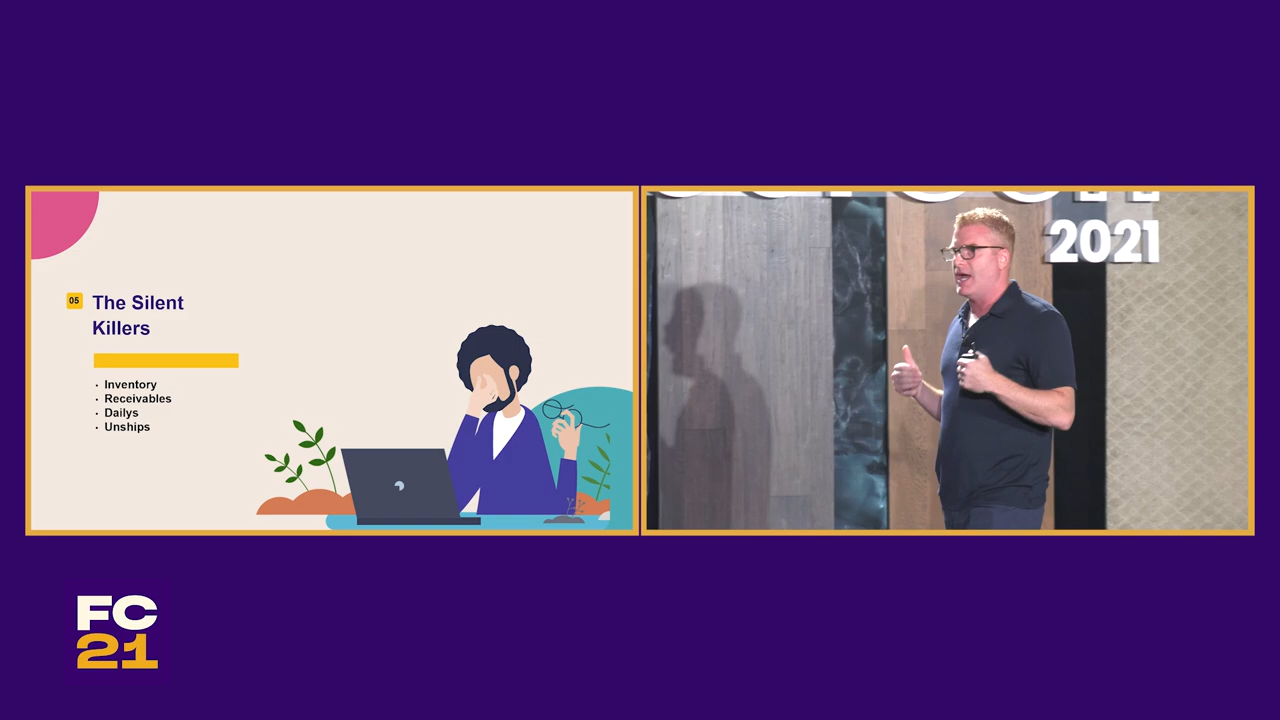 05
The Silent
Killers
· Inventory
· Receivables
· Dailys
· Unships
2021
FC
21